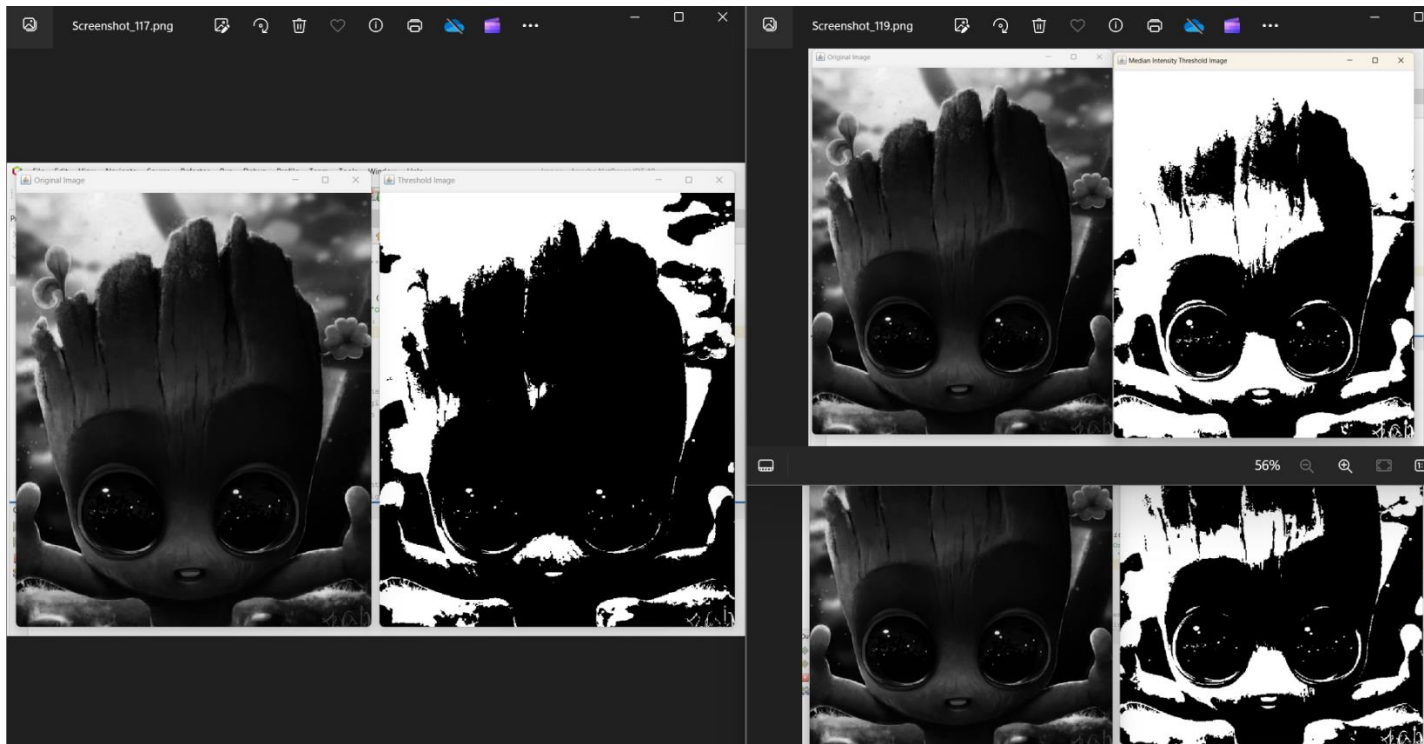 Screenshot_117.png
Original Image
Threshold Image
Screenshot_119.png
Original Image
Median Intensity Threshold Image
56%